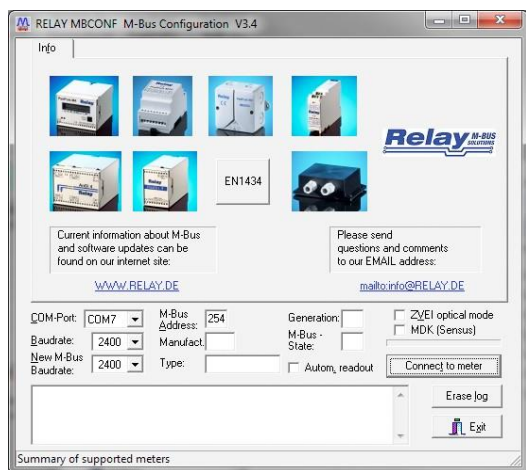 RELAY MBCONF M-Bus Configuration V3.4
Info
Relay M-BUS SOLUTIONS
EN1434
Current information about M-Bus
and software updates can be
found on our internet site:
WWW.RELAY.DE
Please send
questions and comments
to our EMAIL address:
mailto:info@RELAY.DE
COM-Port: COM7
M-Bus Address: 254
Generation:
ZVEI optical mode
Baudrate: 2400
Manufact.
M-Bus - State:
MDK (Sensus)
New M-Bus Baudrate: 2400
Type:
Autom. readout
Connect to meter
Erase log
Exit
Summary of supported meters